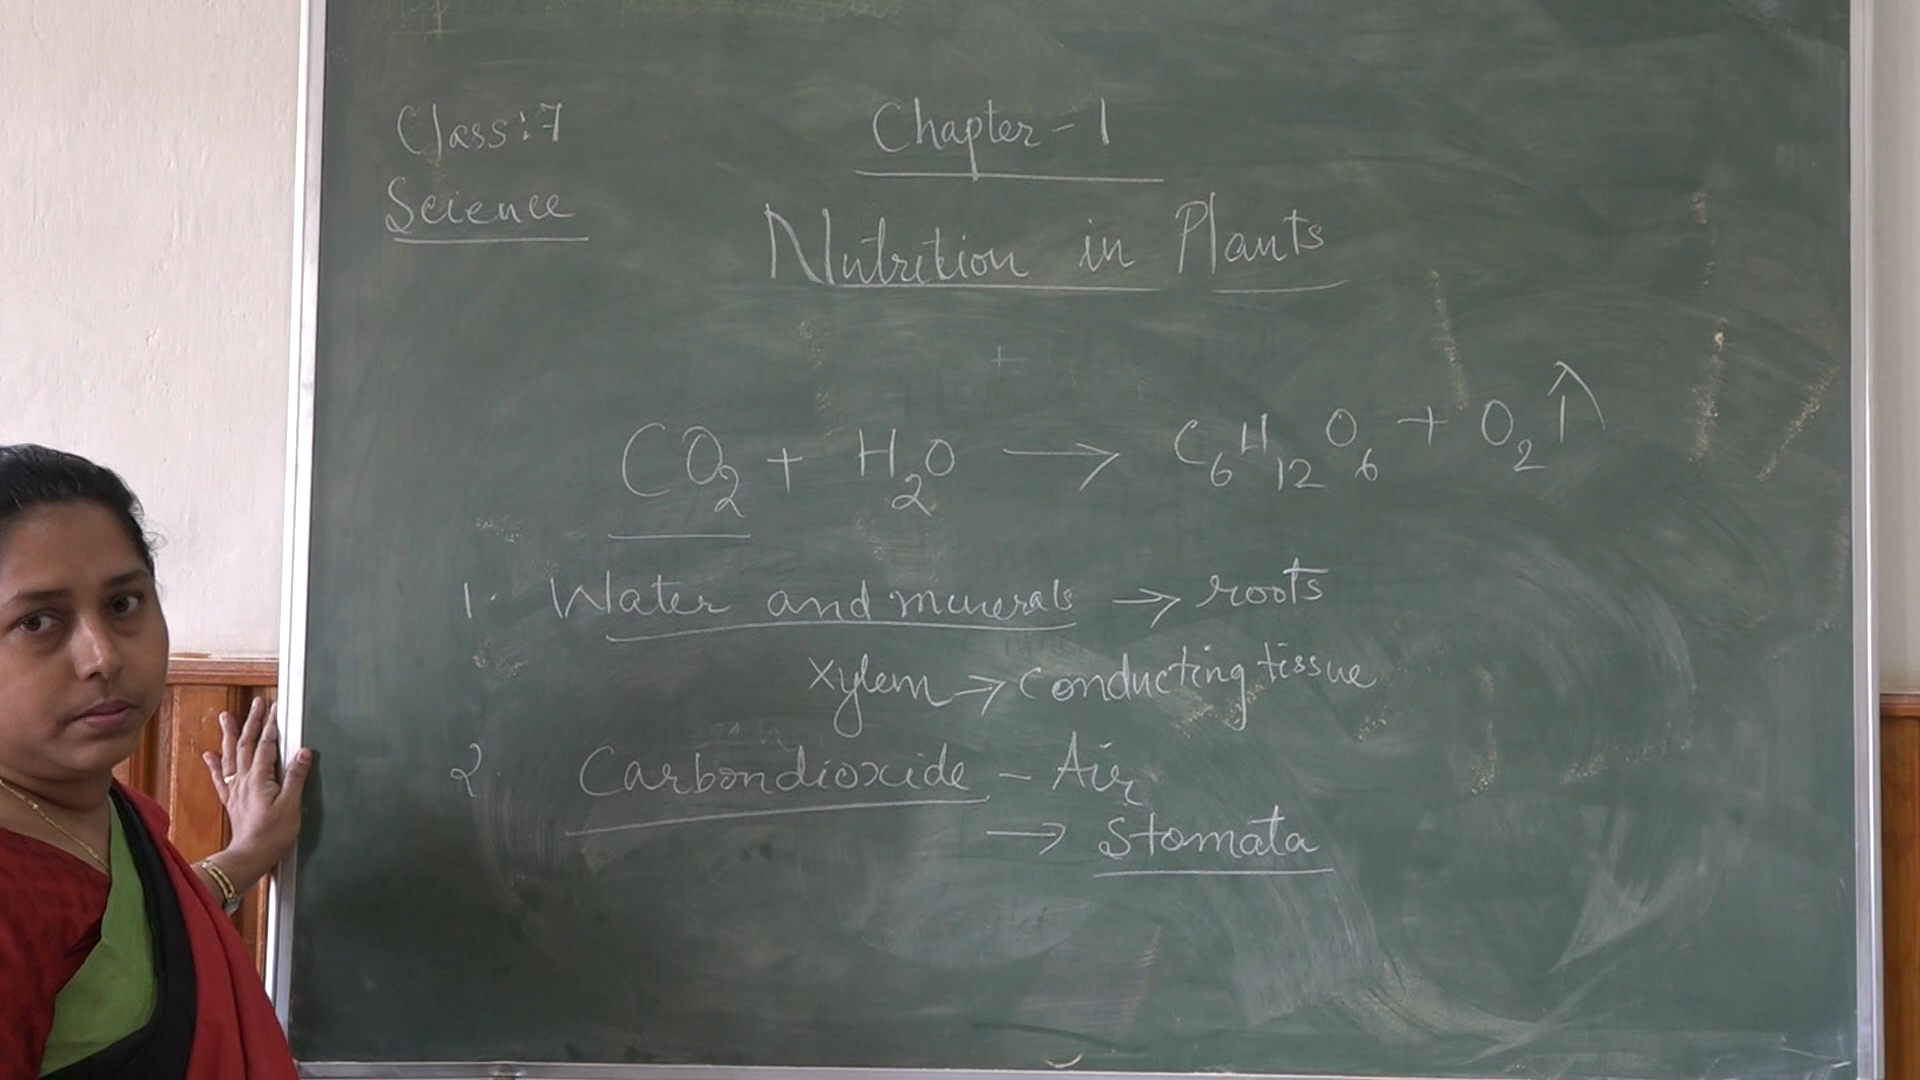 Class:7
Science
Chapter-1
Nutrition in Plants
CO₂ + H₂O → C₆H₁₂O₆ + O₂↑
1. Water and minerals → roots
xylem → conducting tissue
2. Carbondioxide - Air
→ Stomata